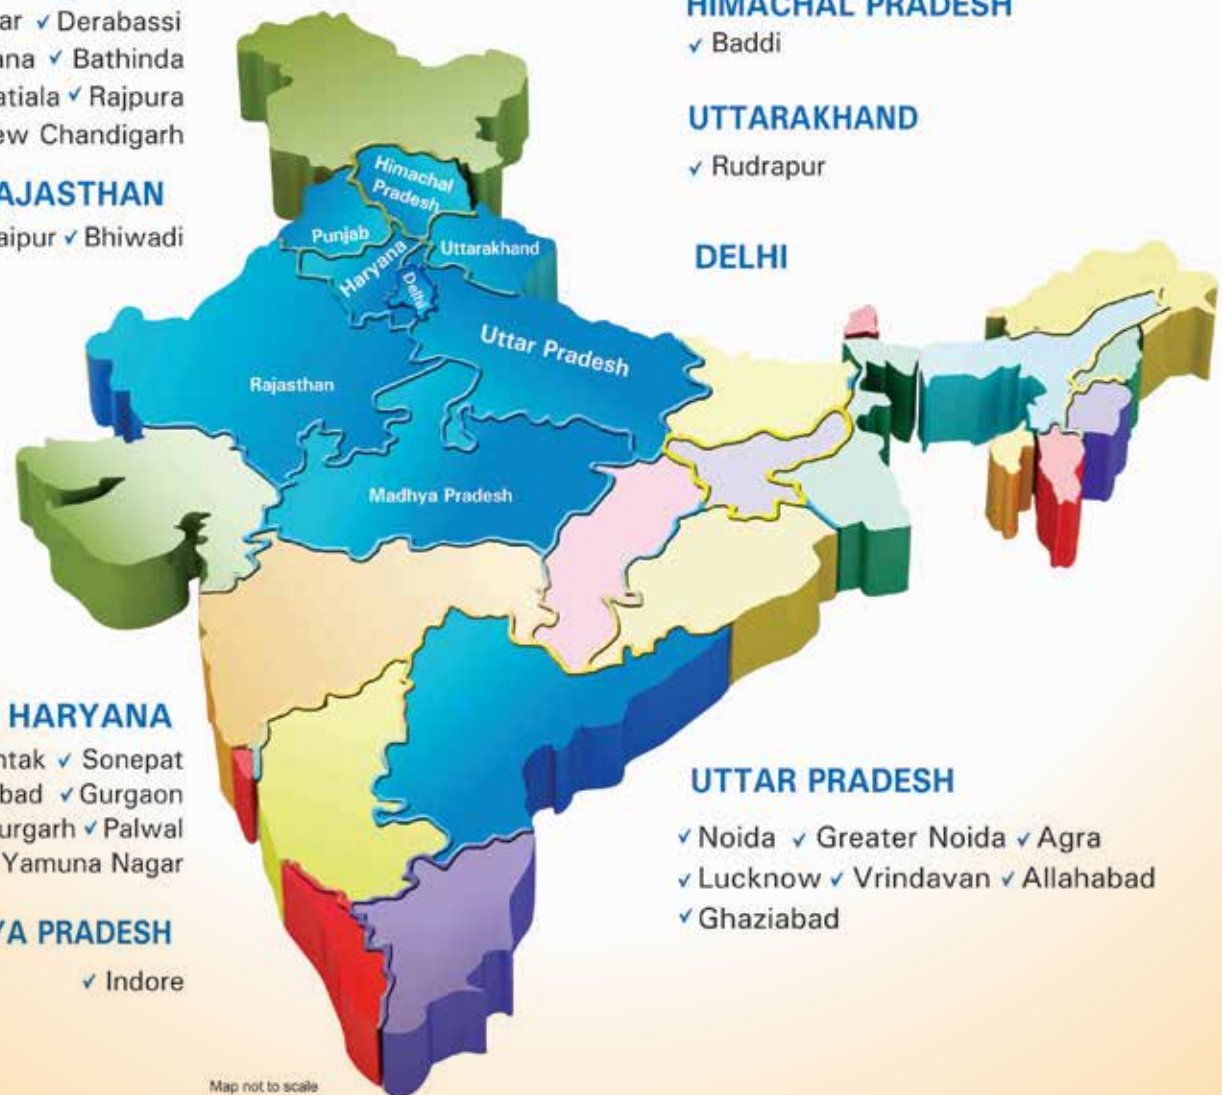 ar ✓ Derabassi
ana ✓ Bathinda
atiala ✓ Rajpura
ew Chandigarh
AJASTHAN
aipur ✓ Bhiwadi
HIMACHAL PRADESH
✓ Baddi
UTTARAKHAND
✓ Rudrapur
DELHI
Himachal
Pradesh
Punjab
Haryana
Delhi
Uttarakhand
Uttar Pradesh
Rajasthan
Madhya Pradesh
HARYANA
htak ✓ Sonepat
bad ✓ Gurgaon
urgarh ✓ Palwal
Yamuna Nagar
YA PRADESH
✓ Indore
UTTAR PRADESH
✓ Noida ✓ Greater Noida ✓ Agra
✓ Lucknow ✓ Vrindavan ✓ Allahabad
✓ Ghaziabad
Map not to scale